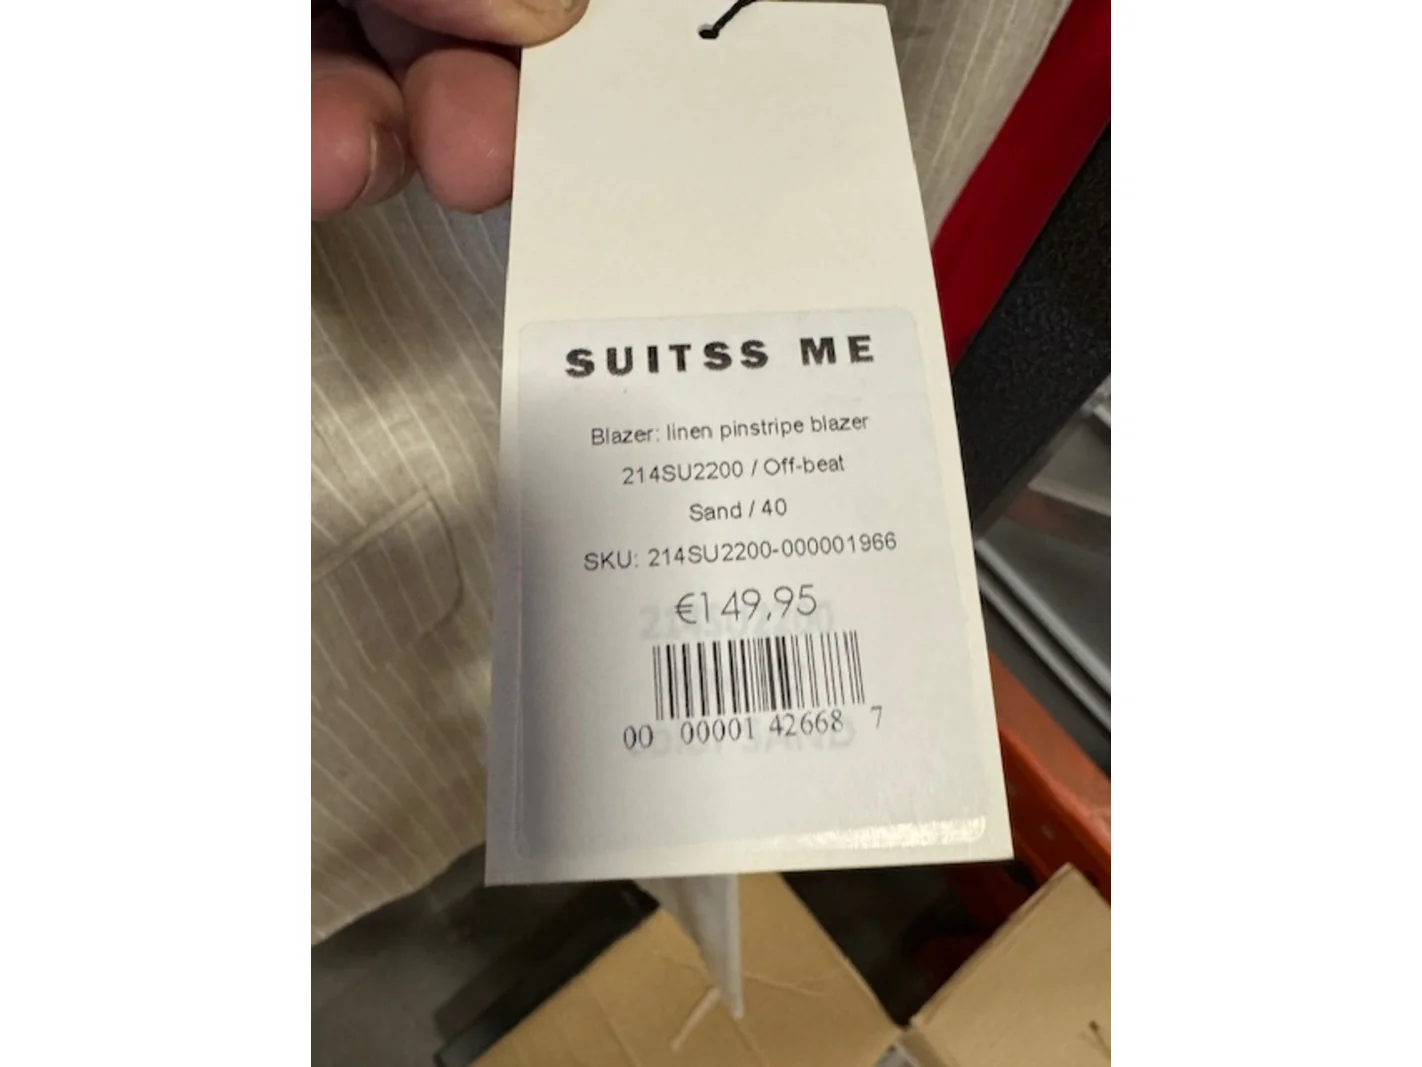 SUITSS ME
Blazer: linen pinstripe blazer
214SU2200 / Off-beat
Sand / 40
SKU: 214SU2200-000001966
€149,95
00 00001 42668 7